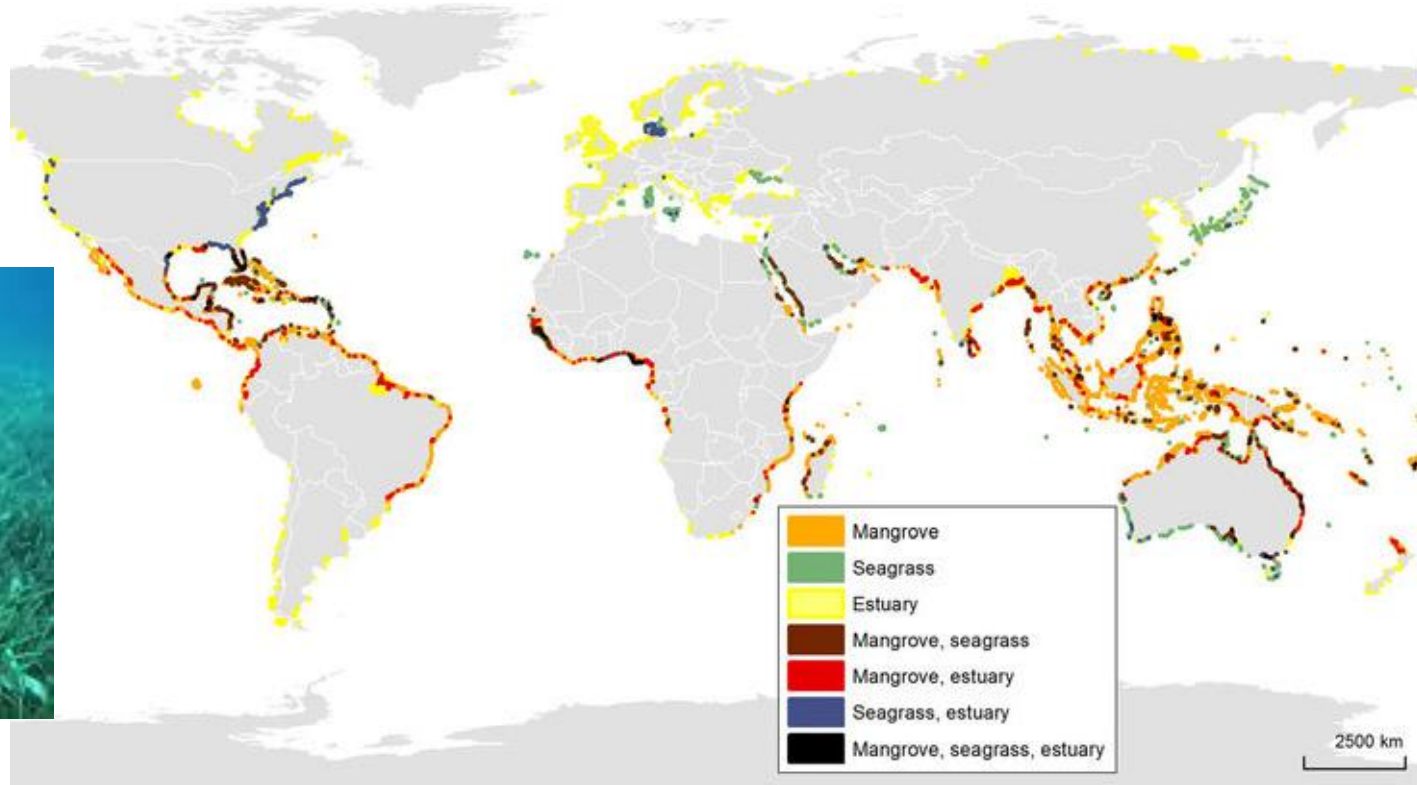 Mangrove
Seagrass
Estuary
Mangrove, seagrass
Mangrove, estuary
Seagrass, estuary
Mangrove, seagrass, estuary
2500 km